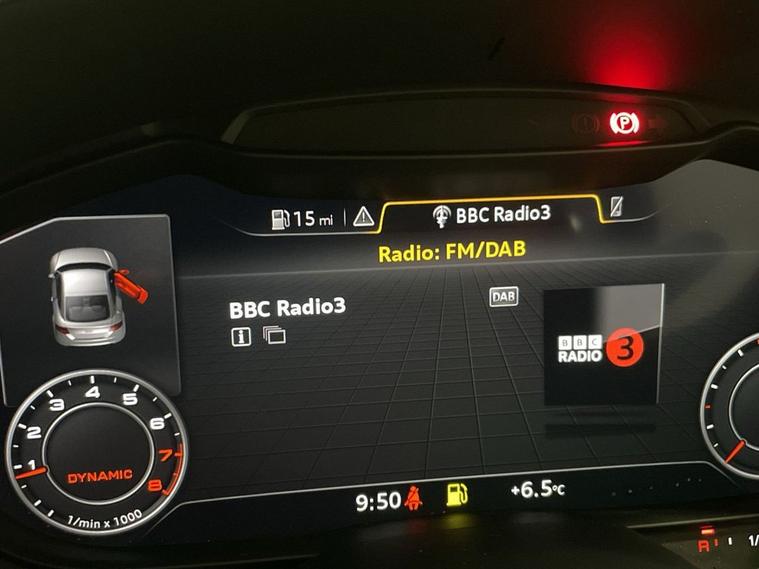 P
15 mi
BBC Radio3
Radio: FM/DAB
BBC Radio3
DAB
i
BBC
RADIO 3
1 2 3 4 5 6 7 8
DYNAMIC
1/min x 1000
9:50
+6.5°C
R
1/